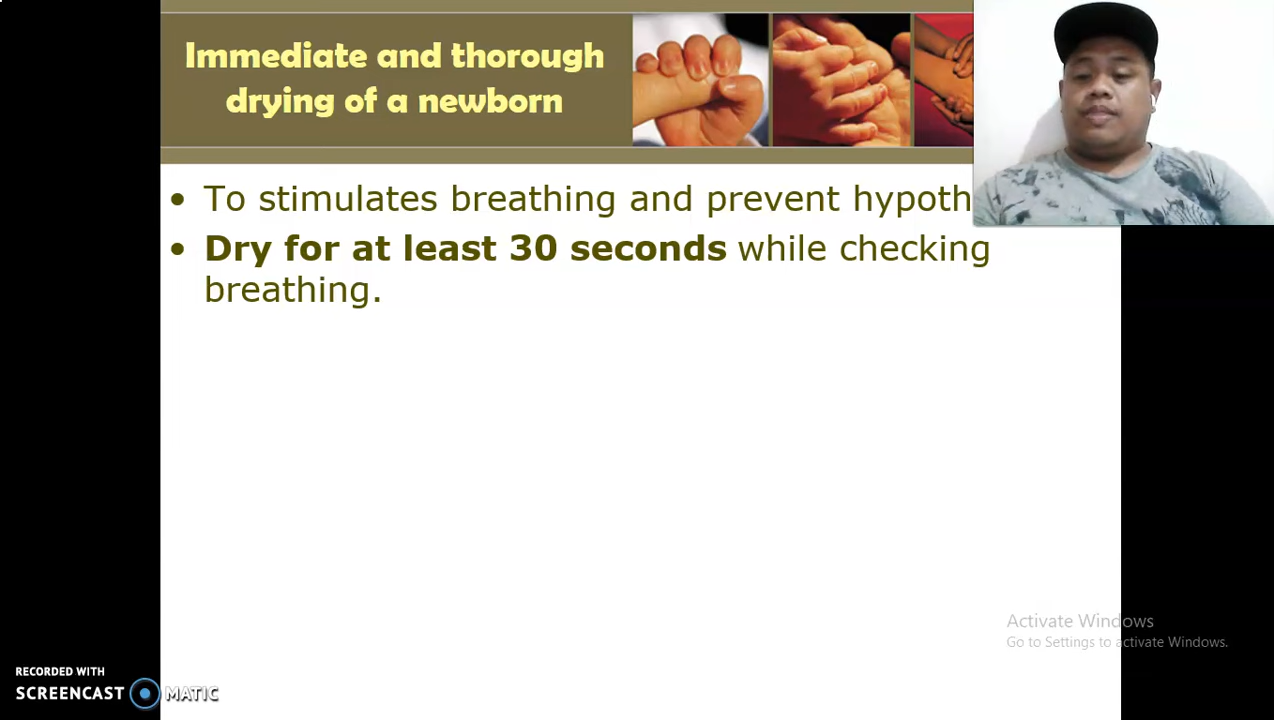 Immediate and thorough
drying of a newborn
• To stimulates breathing and prevent
• Dry for at least 30 seconds while checking
breathing.
Activate Windows
Go to Settings to activate Windows.
RECORDED WITH
SCREENCAST MATIC